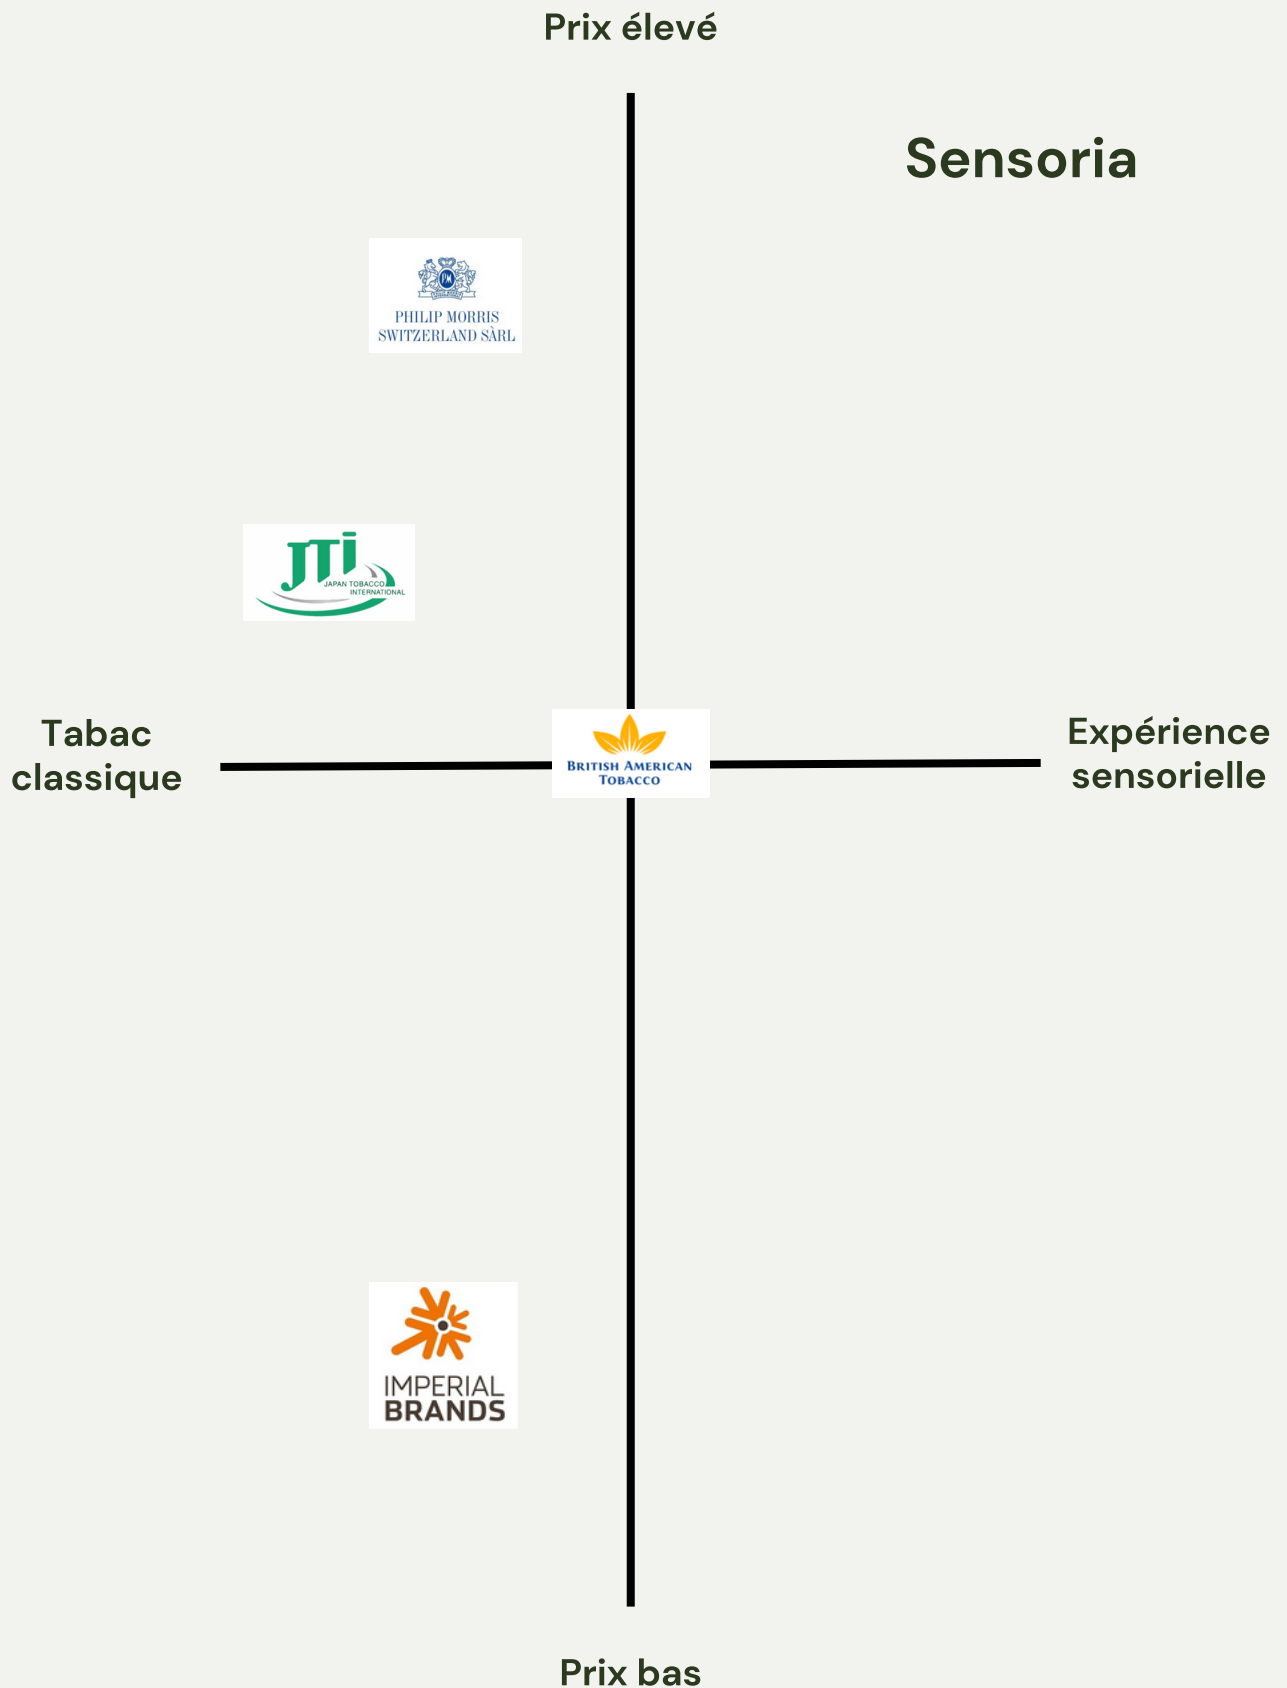 Prix élevé
Sensoria
PHILIP MORRIS
SWITZERLAND SÀRL
JTi
JAPAN TOBACCO
INTERNATIONAL
Tabac
classique
BRITISH AMERICAN
TOBACCO
Expérience
sensorielle
IMPERIAL
BRANDS
Prix bas